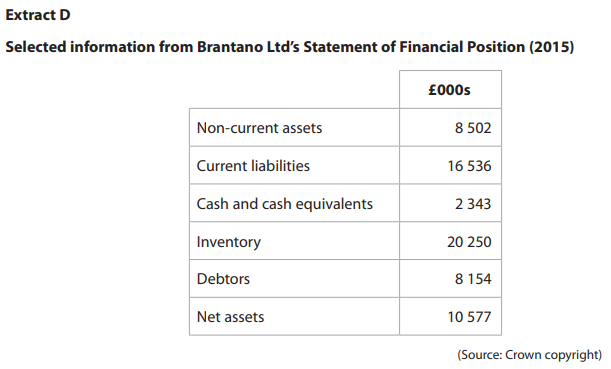 Extract D
Selected information from Brantano Ltd’s Statement of Financial Position (2015)
£000s
Non-current assets 8 502
Current liabilities 16 536
Cash and cash equivalents 2 343
Inventory 20 250
Debtors 8 154
Net assets 10 577
(Source: Crown copyright)